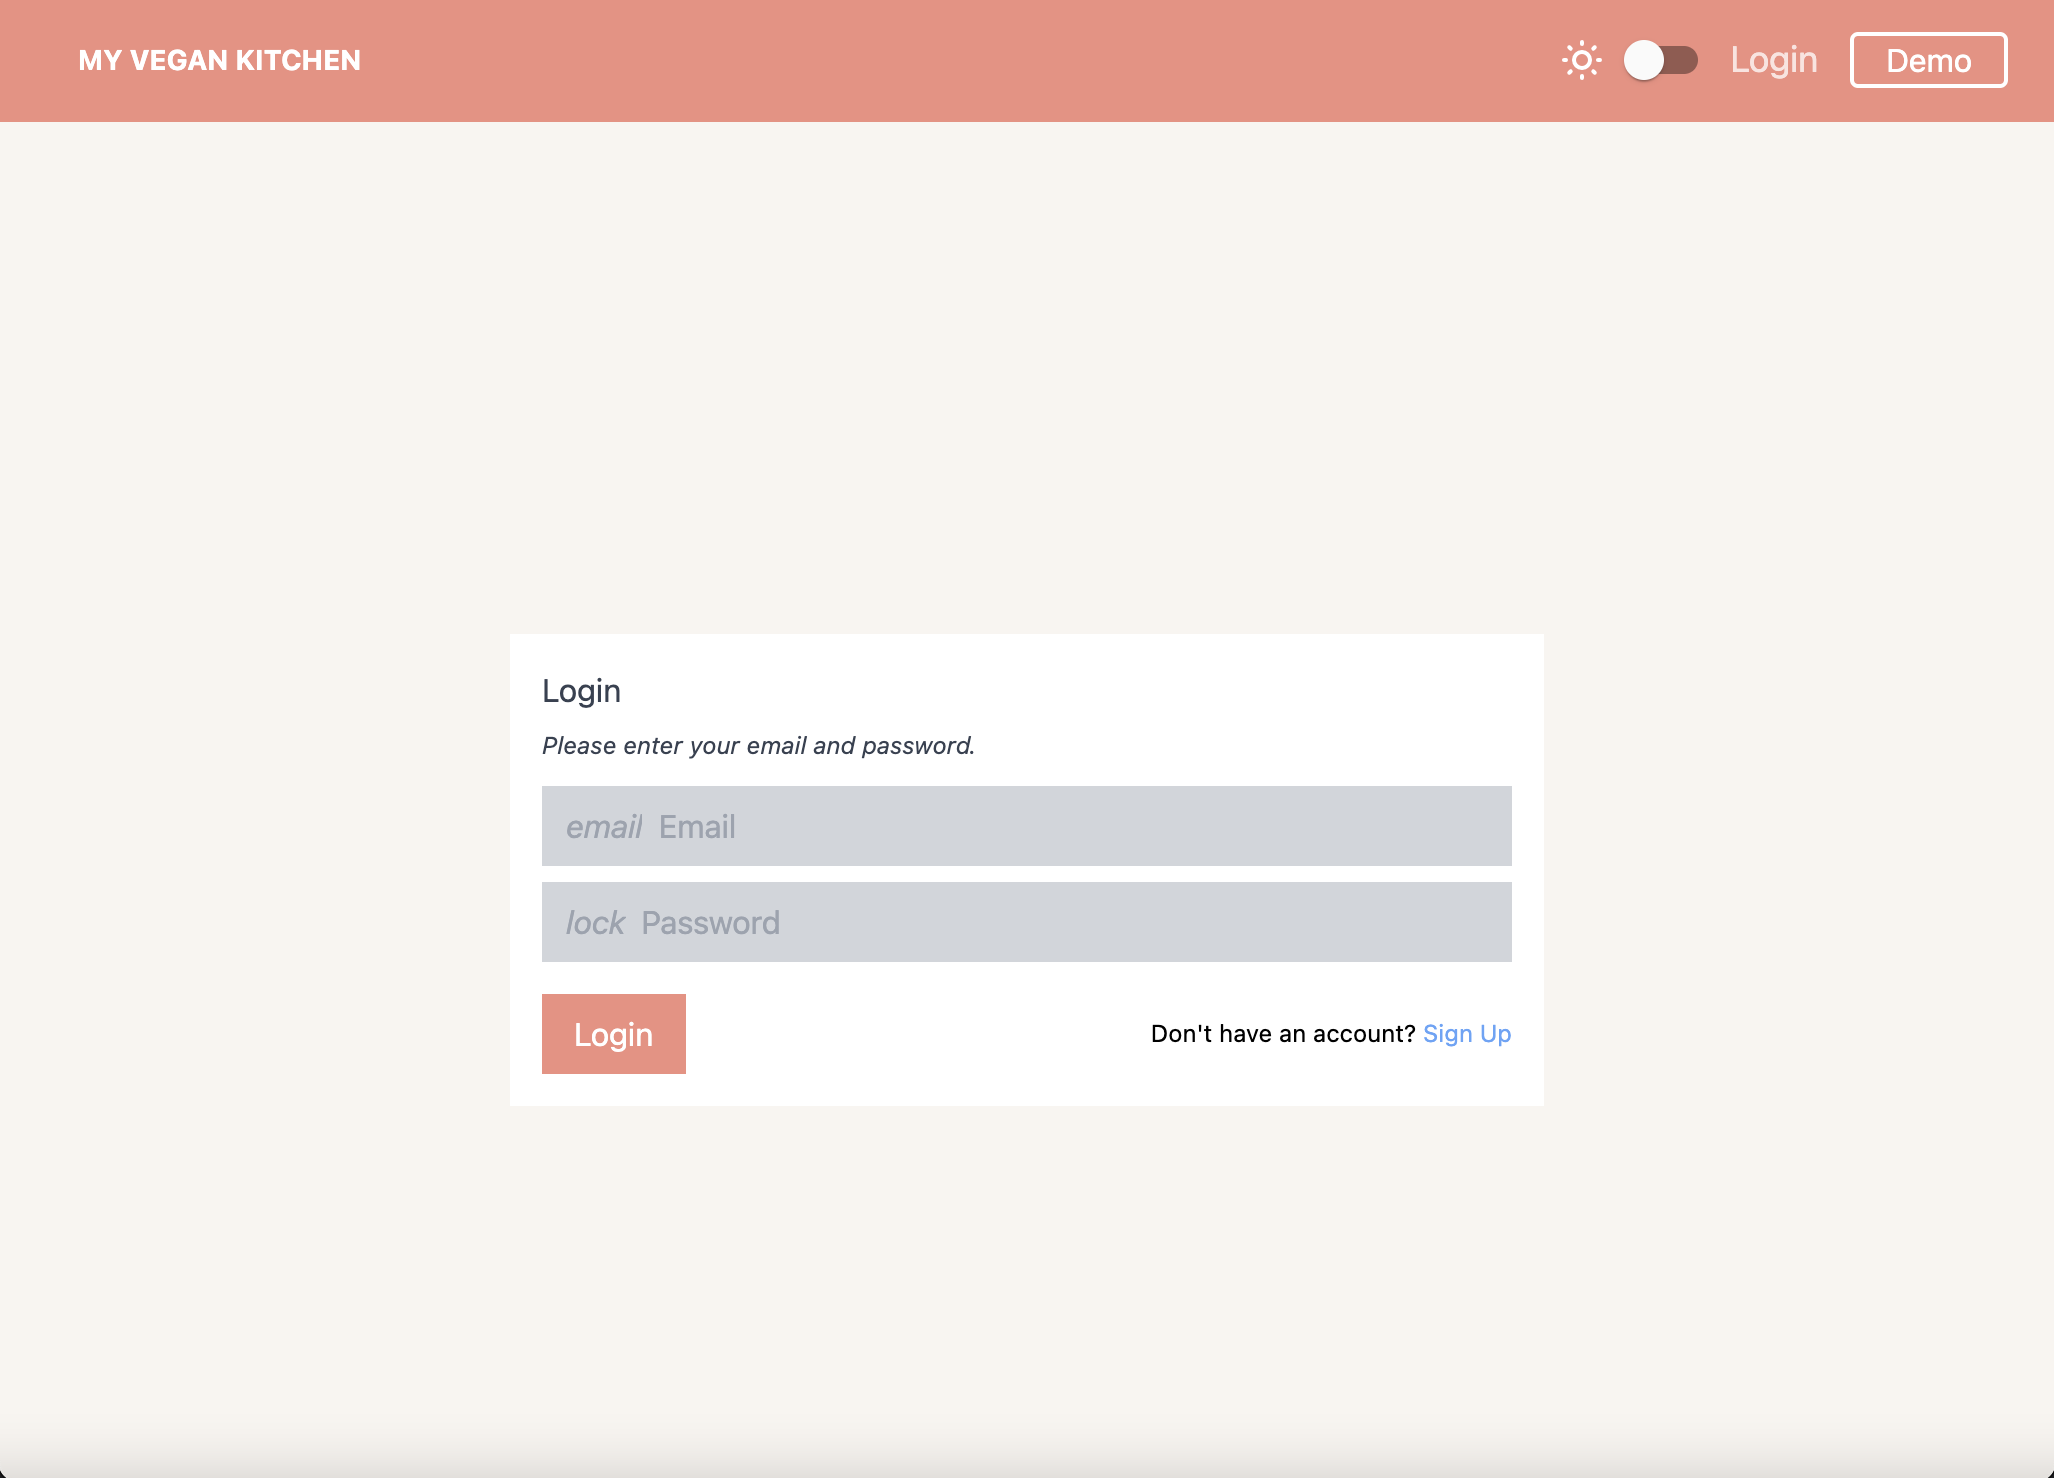 MY VEGAN KITCHEN
Login
Demo
Login
Please enter your email and password.
email Email
lock Password
Login
Don't have an account? Sign Up